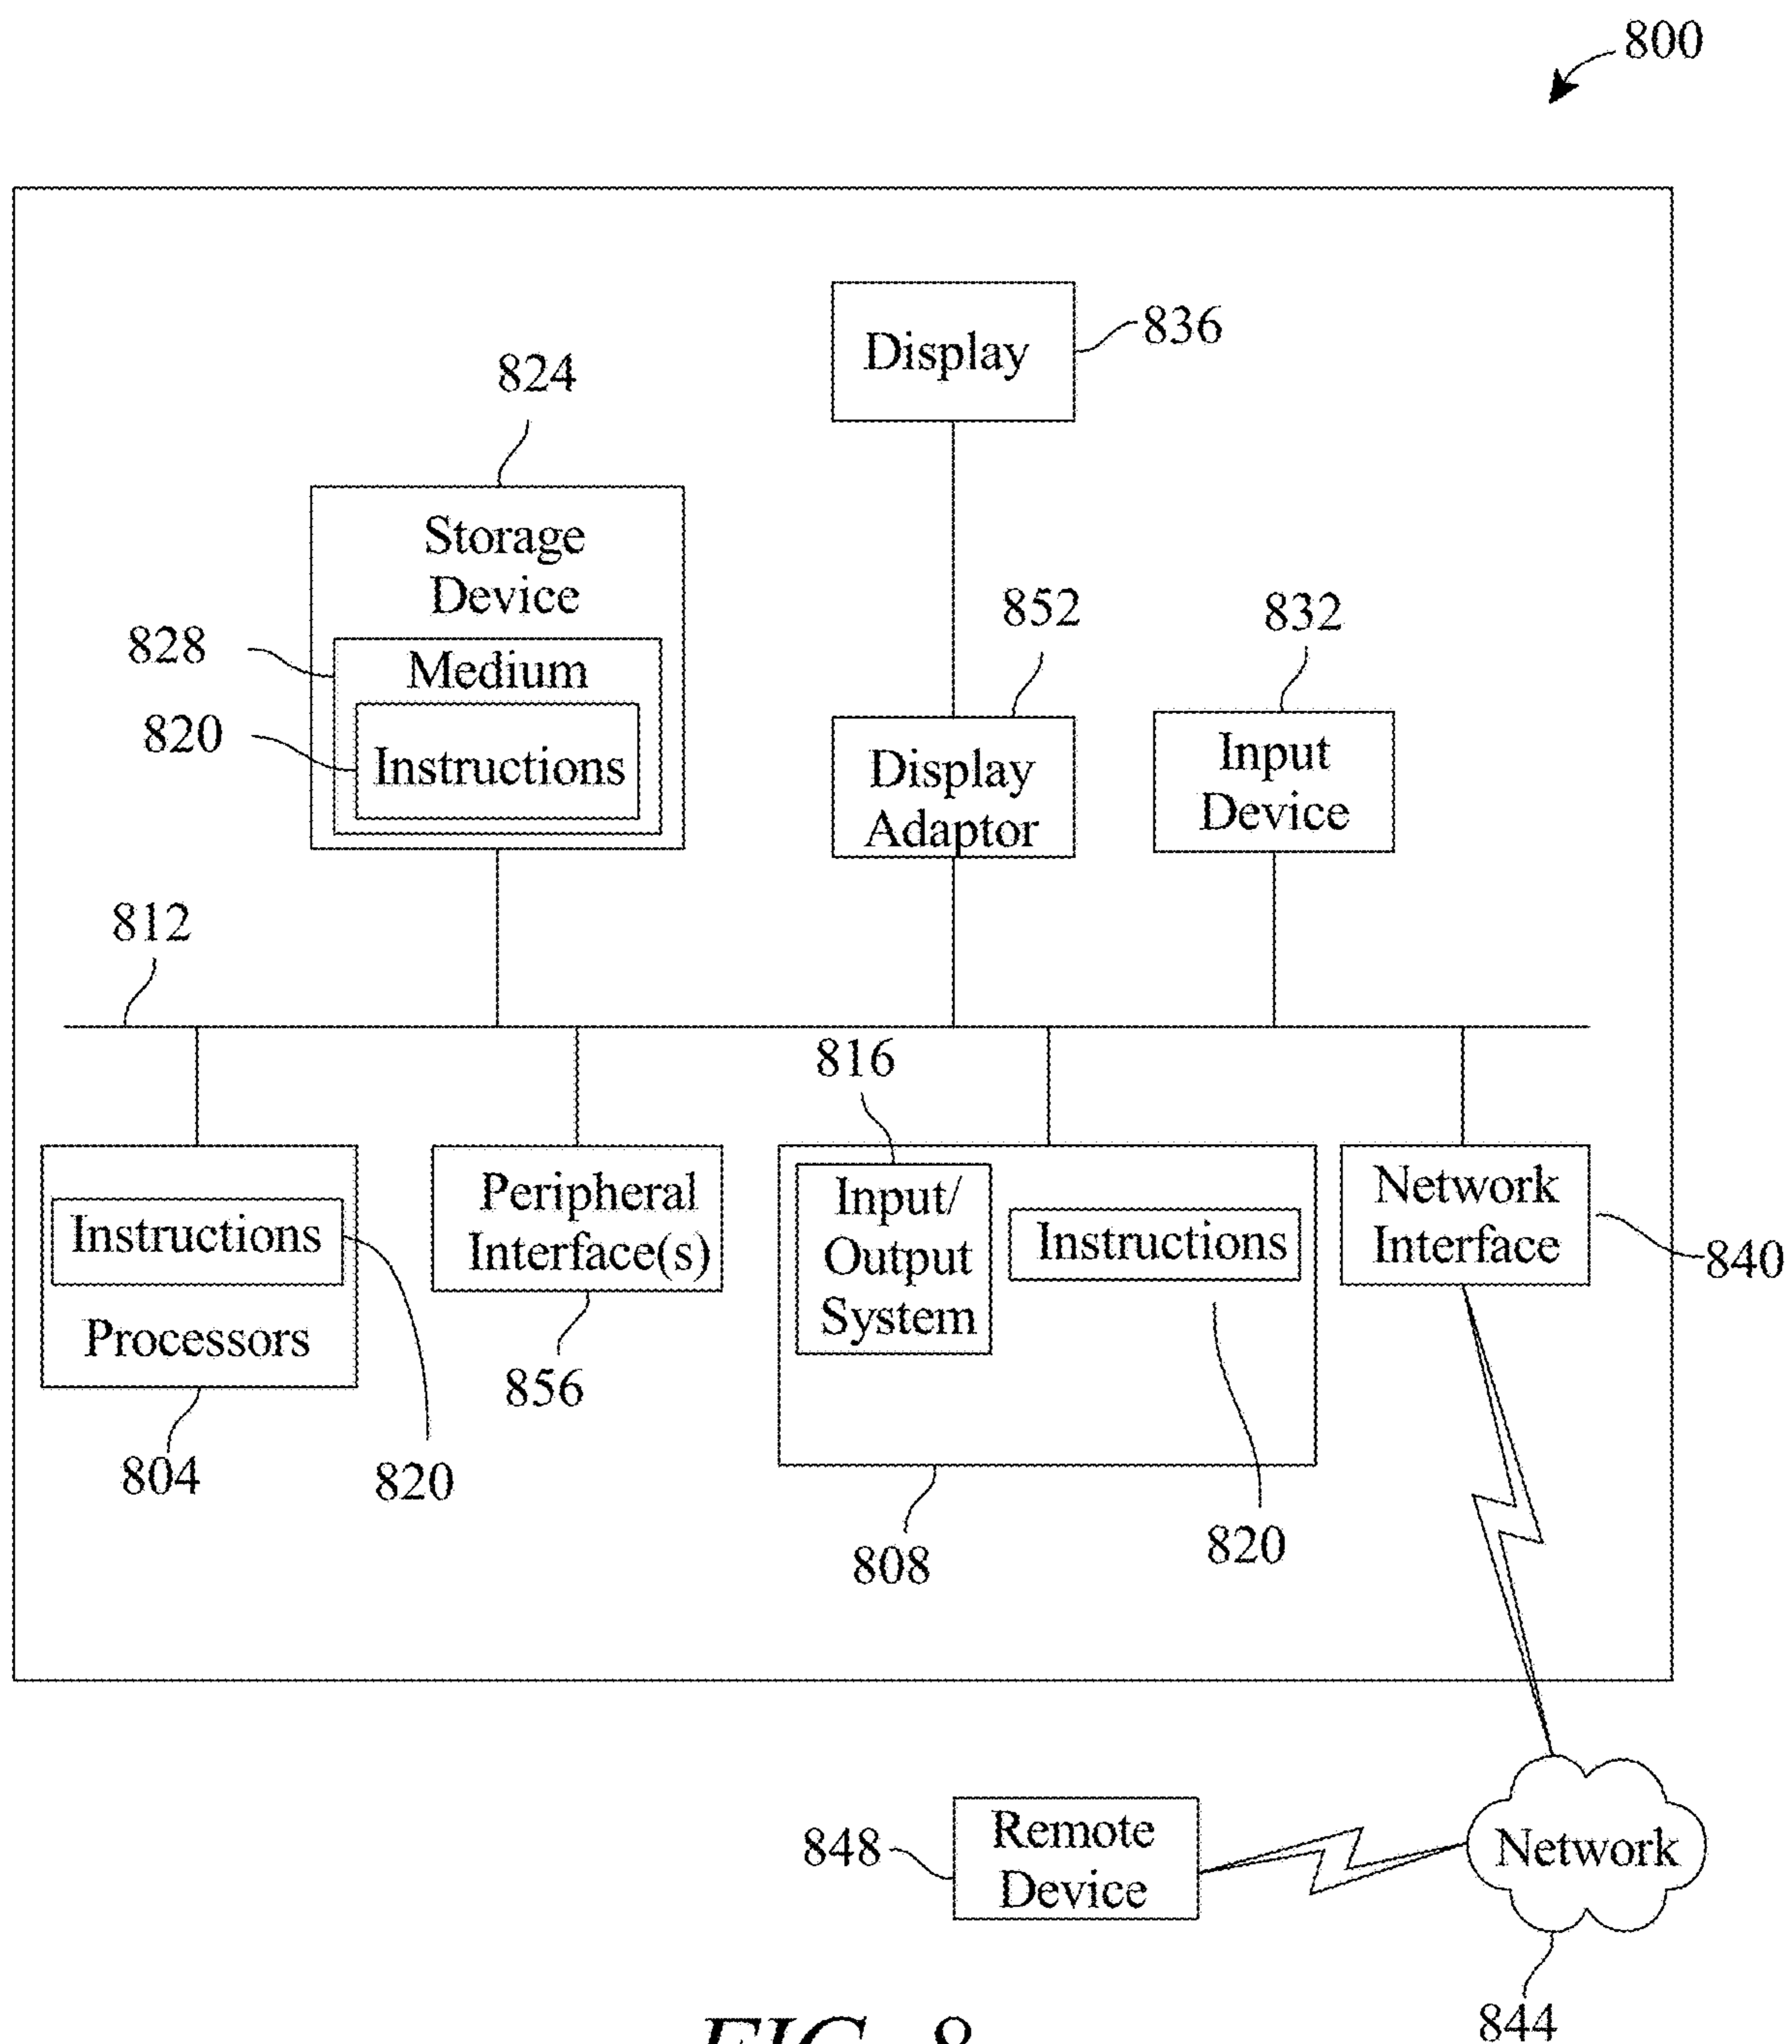 800
Display
836
824
Storage
Device
828
Medium
820
Instructions
852
Display
Adaptor
832
Input
Device
812
816
Instructions
Processors
804
820
Peripheral
Interface(s)
856
Input/
Output
System
Instructions
820
808
Network
Interface
840
848
Remote
Device
Network
844
FIG. 8